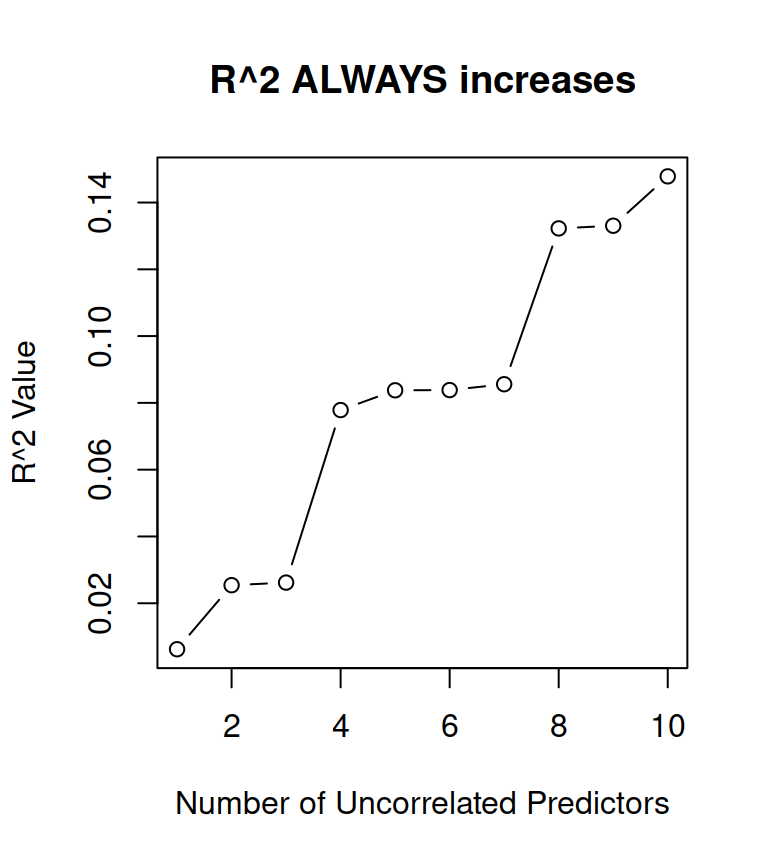 R^2 ALWAYS increases
R^2 Value
0.14
0.10
0.06
0.02
2 4 6 8 10
Number of Uncorrelated Predictors